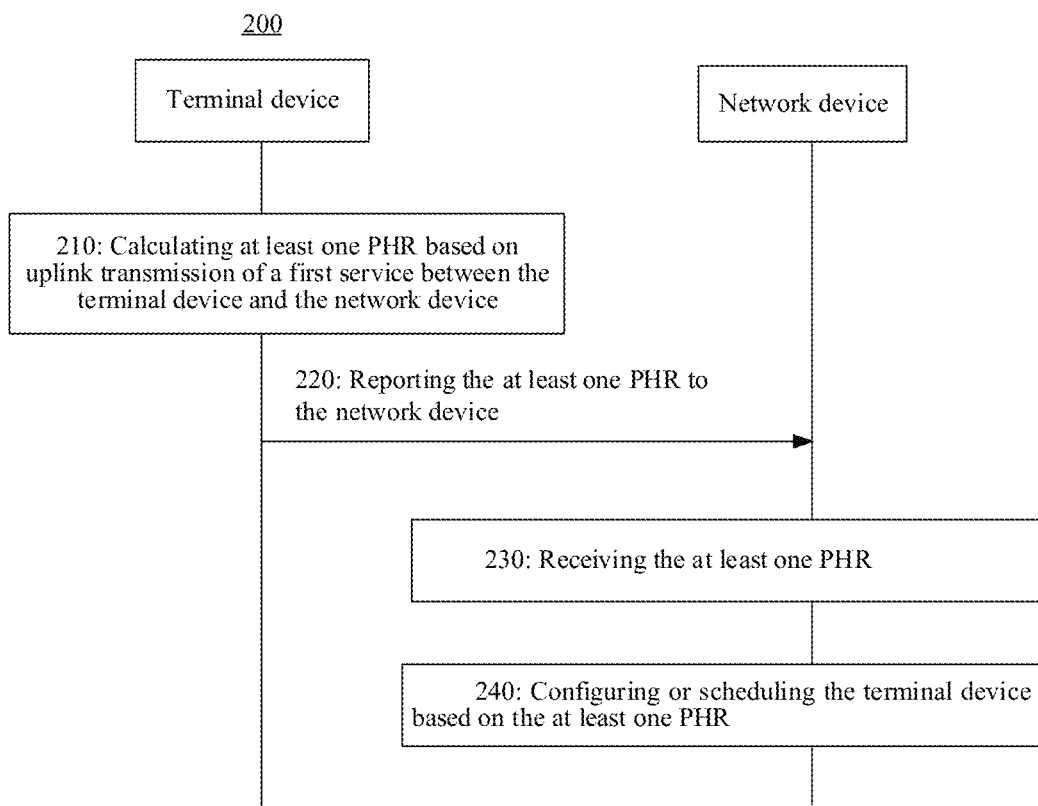 200
Terminal device
Network device
210: Calculating at least one PHR based on
uplink transmission of a first service between the
terminal device and the network device
220: Reporting the at least one PHR to
the network device
230: Receiving the at least one PHR
240: Configuring or scheduling the terminal device
based on the at least one PHR